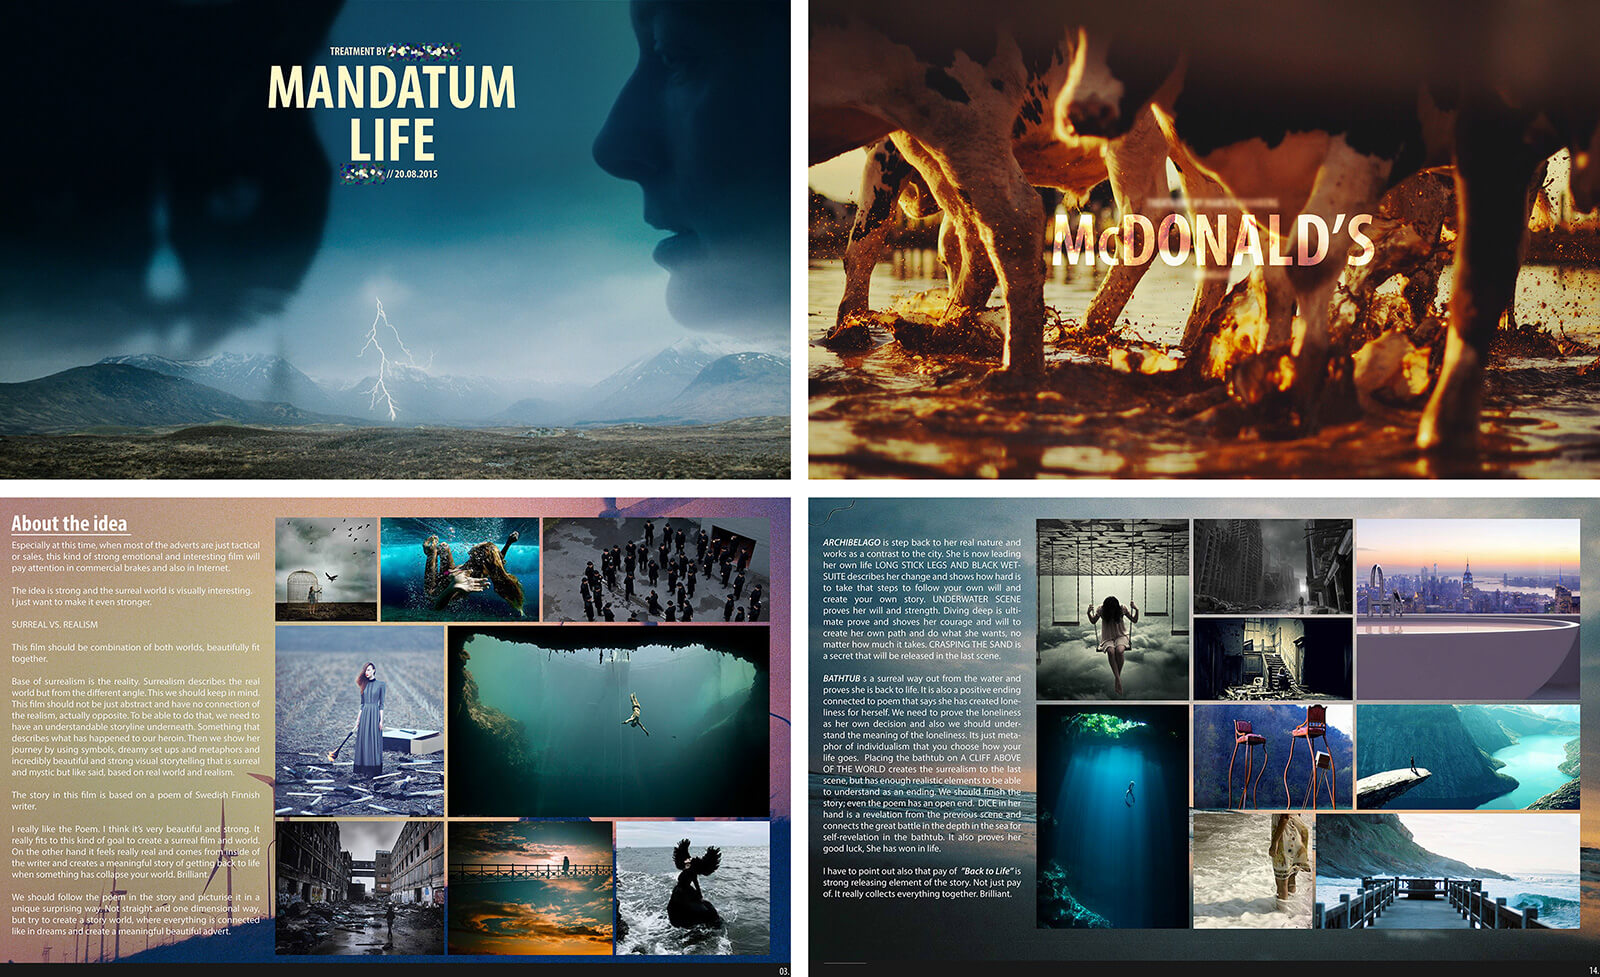 TREATMENT BY
MANDATUM
LIFE
// 20.08.2015
McDONALD'S
About the idea
Especially at this time, when most of the adverts are just tactical
or sales, this kind of strong emotional and interesting film will
pay attention in commercial brakes and also in Internet.
The idea is strong and the surreal world is visually interesting.
I just want to make it even stronger.
SURREAL VS. REALISM
This film should be combination of both worlds, beautifully fit
together.
Base of surrealism is the reality. Surrealism describes the real
world but from the different angle. This we should keep in mind.
This film should not be just abstract and have no connection of
the realism, actually opposite. To be able to do that, we need to
have an understandable storyline underneath. Something that
describes what has happened to our heroin. Then we show her
journey by using symbols, dreamy set ups and metaphors and
incredibly beautiful and strong visual storytelling that is surreal
and mystic but like said, based on real world and realism.
The story in this film is based on a poem of Swedish Finnish
writer.
I really like the Poem. I think it's very beautiful and strong. It
really fits to this kind of goal to create a surreal film and world.
On the other hand it feels really real and comes from inside of
the writer and creates a meaningful story of getting back to life
when something has collapse your world. Brilliant.
We should follow the poem in the story and picturise it in a
unique surprising way. Not straight and one dimensional way,
but try to create a story world, where everything is connected
like in dreams and create a meaningful beautiful advert.
03.
ARCHIBELAGO is step back to her real nature and
works as a contrast to the city. She is now leading
her own life LONG STICK LEGS AND BLACK WET-
SUITE describes her change and shows how hard is
to take that steps to follow your own will and
create your own story. UNDERWATER SCENE
proves her will and strength. Diving deep is ulti-
mate prove and shoves her courage and will to
create her own path and do what she wants, no
matter how much it takes. CRASPING THE SAND is
a secret that will be released in the last scene.
BATHTUB s a surreal way out from the water and
proves she is back to life. It is also a positive ending
connected to poem that says she has created lone-
liness for herself. We need to prove the loneliness
as her own decision and also we should under-
stand the meaning of the loneliness. Its just meta-
phor of individualism that you choose how your
life goes. Placing the bathtub on A CLIFF ABOVE
OF THE WORLD creates the surrealism to the last
scene, but has enough realistic elements to be able
to understand as an ending. We should finish the
story; even the poem has an open end. DICE in her
hand is a revelation from the previous scene and
connects the great battle in the depth in the sea for
self-revelation in the bathtub. It also proves her
good luck, She has won in life.
I have to point out also that pay of "Back to Life" is
strong releasing element of the story. Not just pay
of. It really collects everything together. Brilliant.
14.